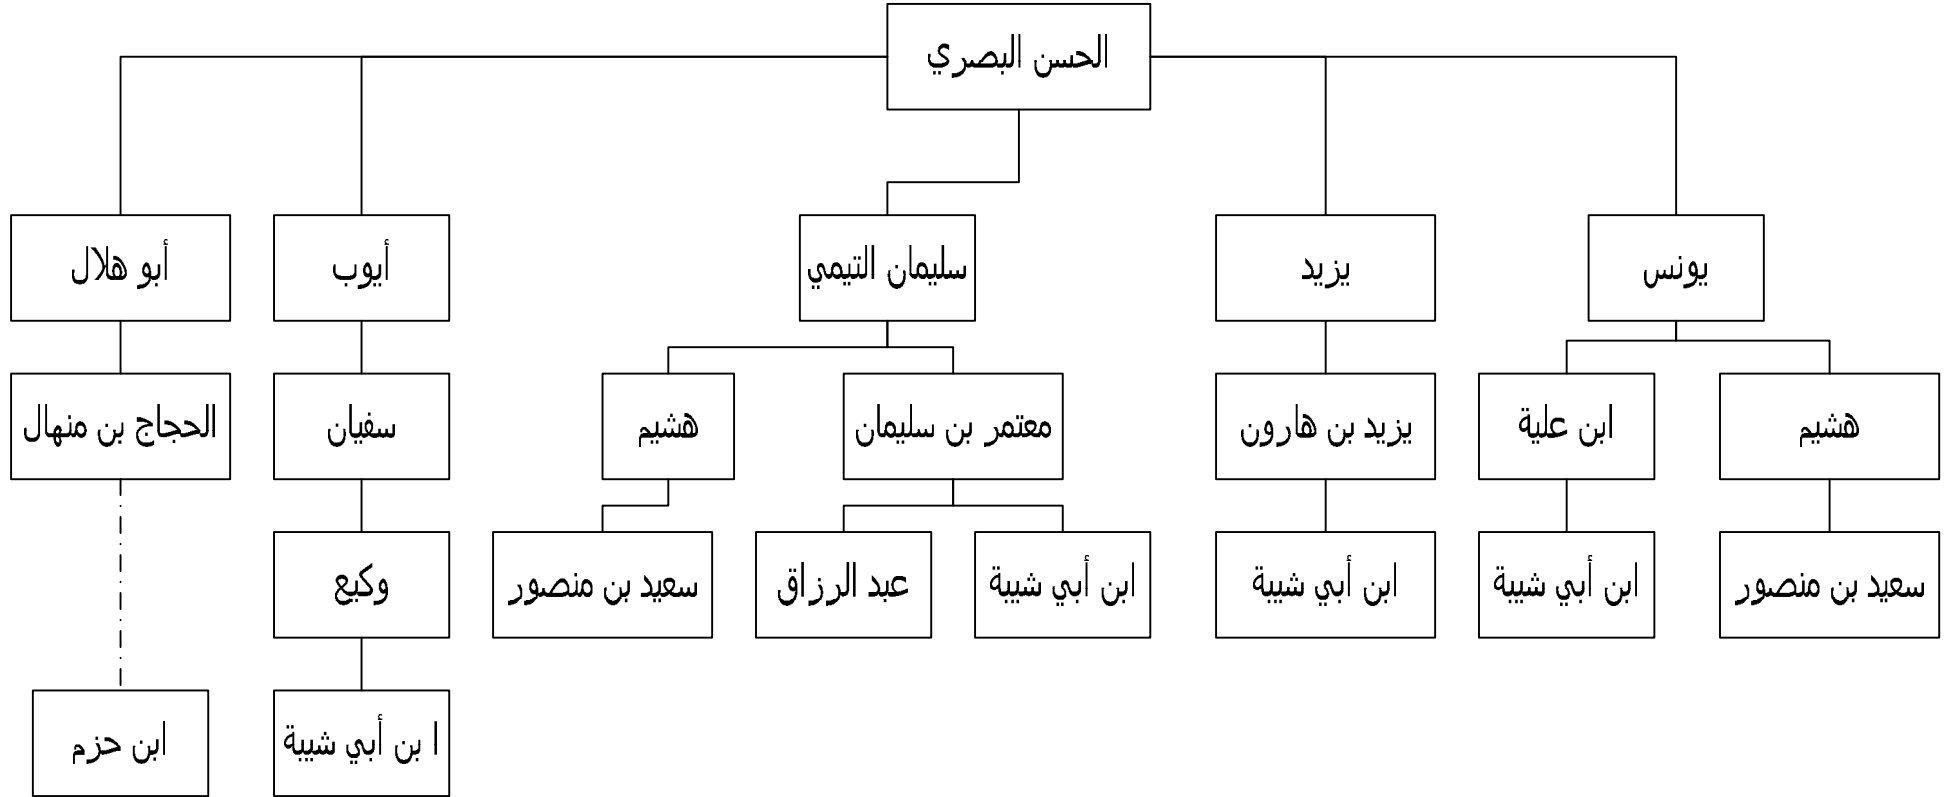 الحسن البصري
يونس
يزيد
سليمان التيمي
أيوب
أبو هلال
هشيم
ابن علية
يزيد بن هارون
معتمر بن سليمان
هشيم
سفيان
الحجاج بن منهال
سعيد بن منصور
ابن أبي شيبة
ابن أبي شيبة
ابن أبي شيبة
عبد الرزاق
سعيد بن منصور
وكيع
ا بن أبي شيبة
ابن حزم